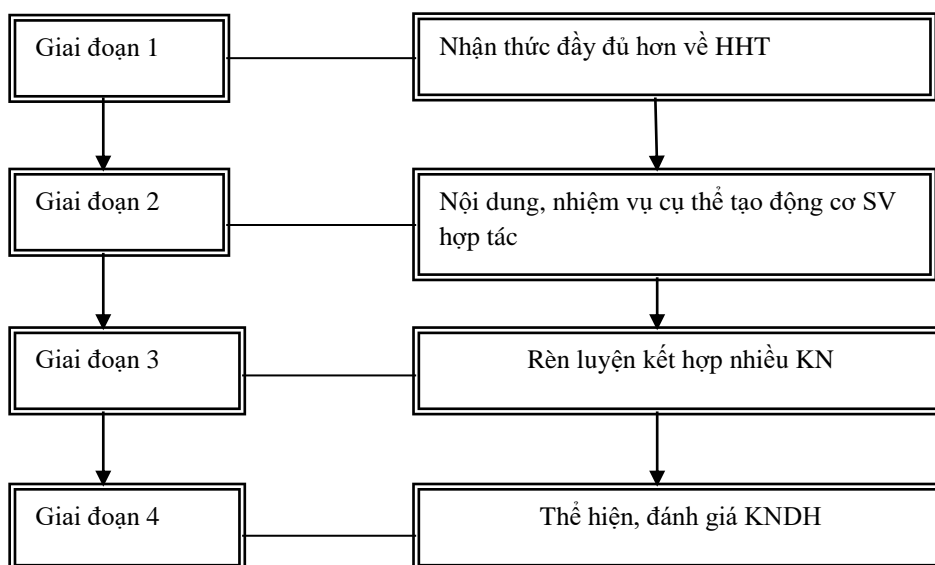 Giai đoạn 1
Nhận thức đầy đủ hơn về HHT
Giai đoạn 2
Nội dung, nhiệm vụ cụ thể tạo động cơ SV
hợp tác
Giai đoạn 3
Rèn luyện kết hợp nhiều KN
Giai đoạn 4
Thể hiện, đánh giá KNDH